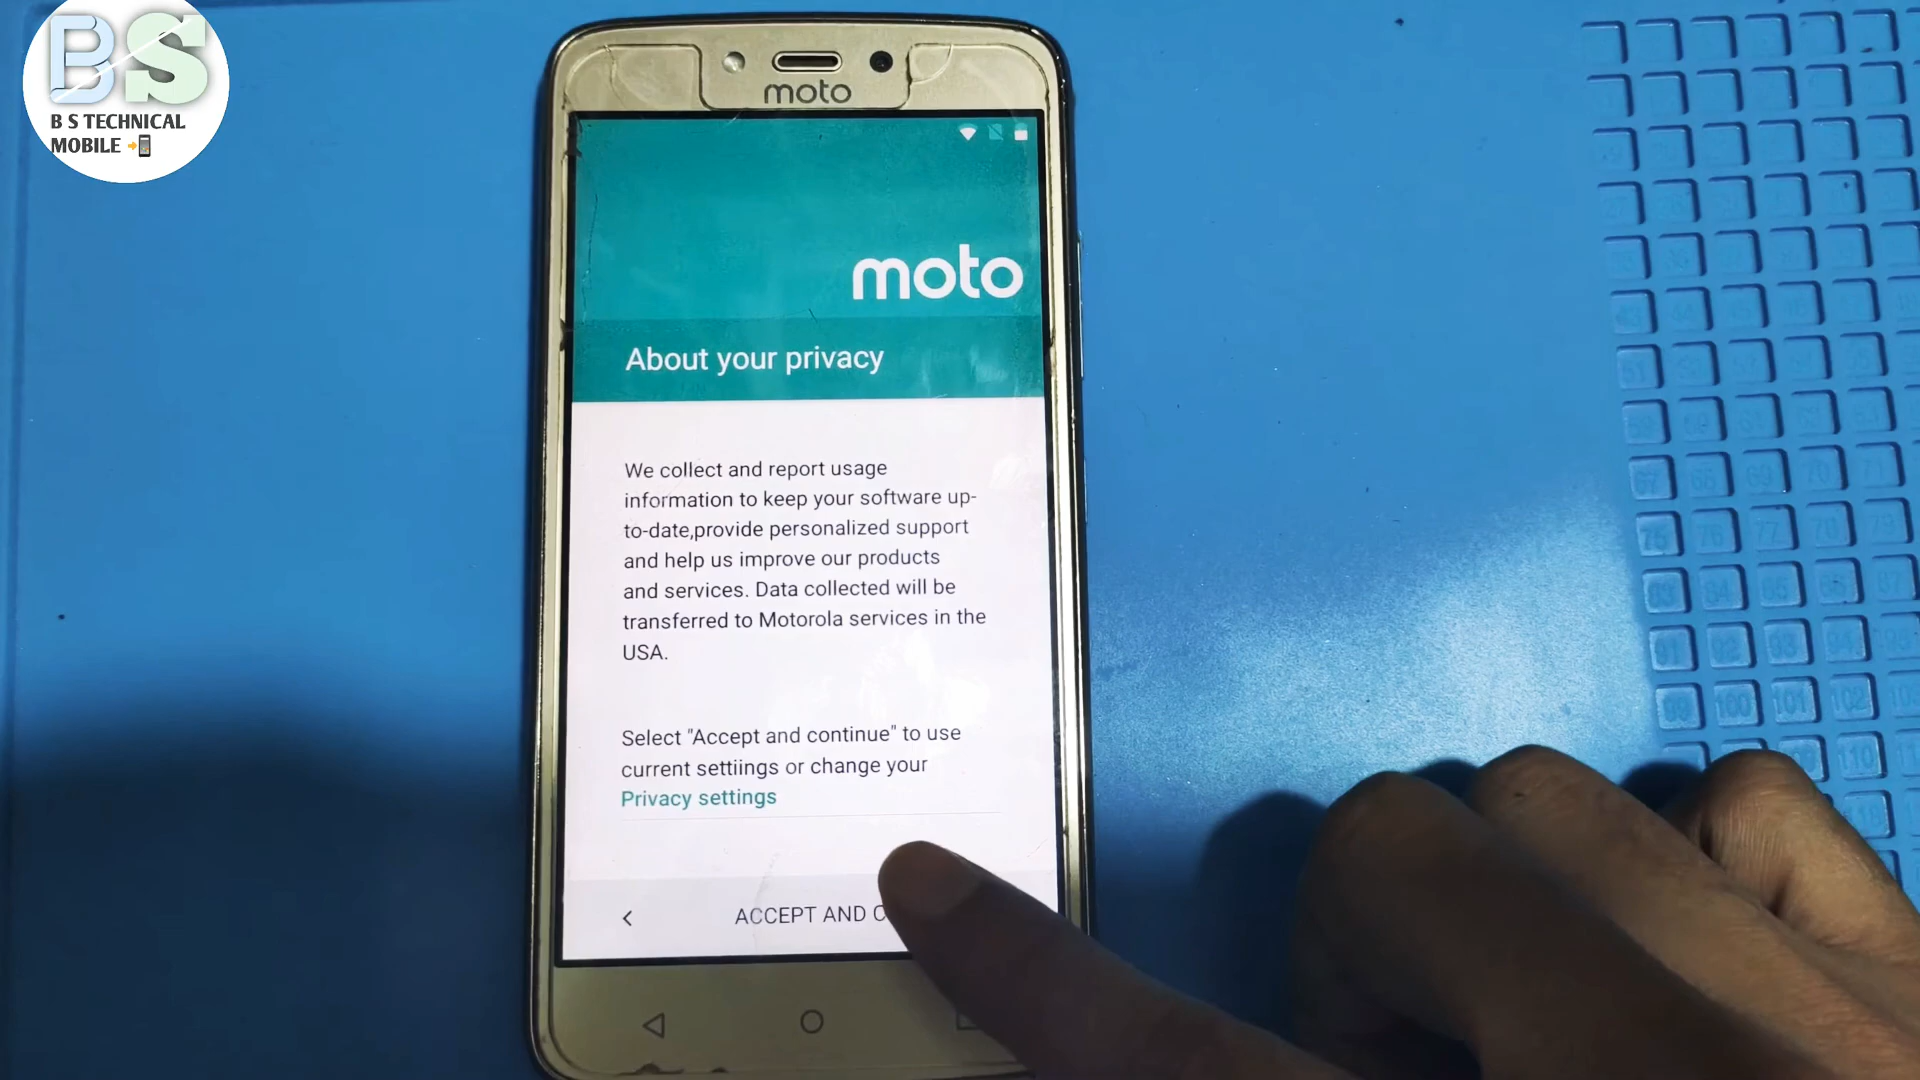 BS
B S TECHNICAL
MOBILE
moto
moto
About your privacy
We collect and report usage
information to keep your software up-
to-date,provide personalized support
and help us improve our products
and services. Data collected will be
transferred to Motorola services in the
USA.
Select "Accept and continue" to use
current settiings or change your
Privacy settings
ACCEPT AND C